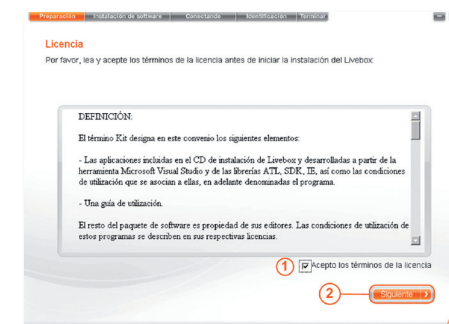 Preparación Instalación de software Conectando Identificación Terminar
Licencia
Por favor, lea y acepte los términos de la licencia antes de iniciar la instalación del Livebox:
DEFINICIÓN:
El término Kit designa en este convenio los siguientes elementos:
- Las aplicaciones incluidas en el CD de instalación de Livebox y desarrolladas a partir de la
herramienta Microsoft Visual Studio y de las librerías ATL, SDK, IE, así como las condiciones
de utilización que se asocian a ellas, en adelante denominadas el programa.
- Una guía de utilización.
El resto del paquete de software es propiedad de sus editores. Las condiciones de utilización de
estos programas se describen en sus respectivas licencias.
1 Acepto los términos de la licencia
2 Siguiente